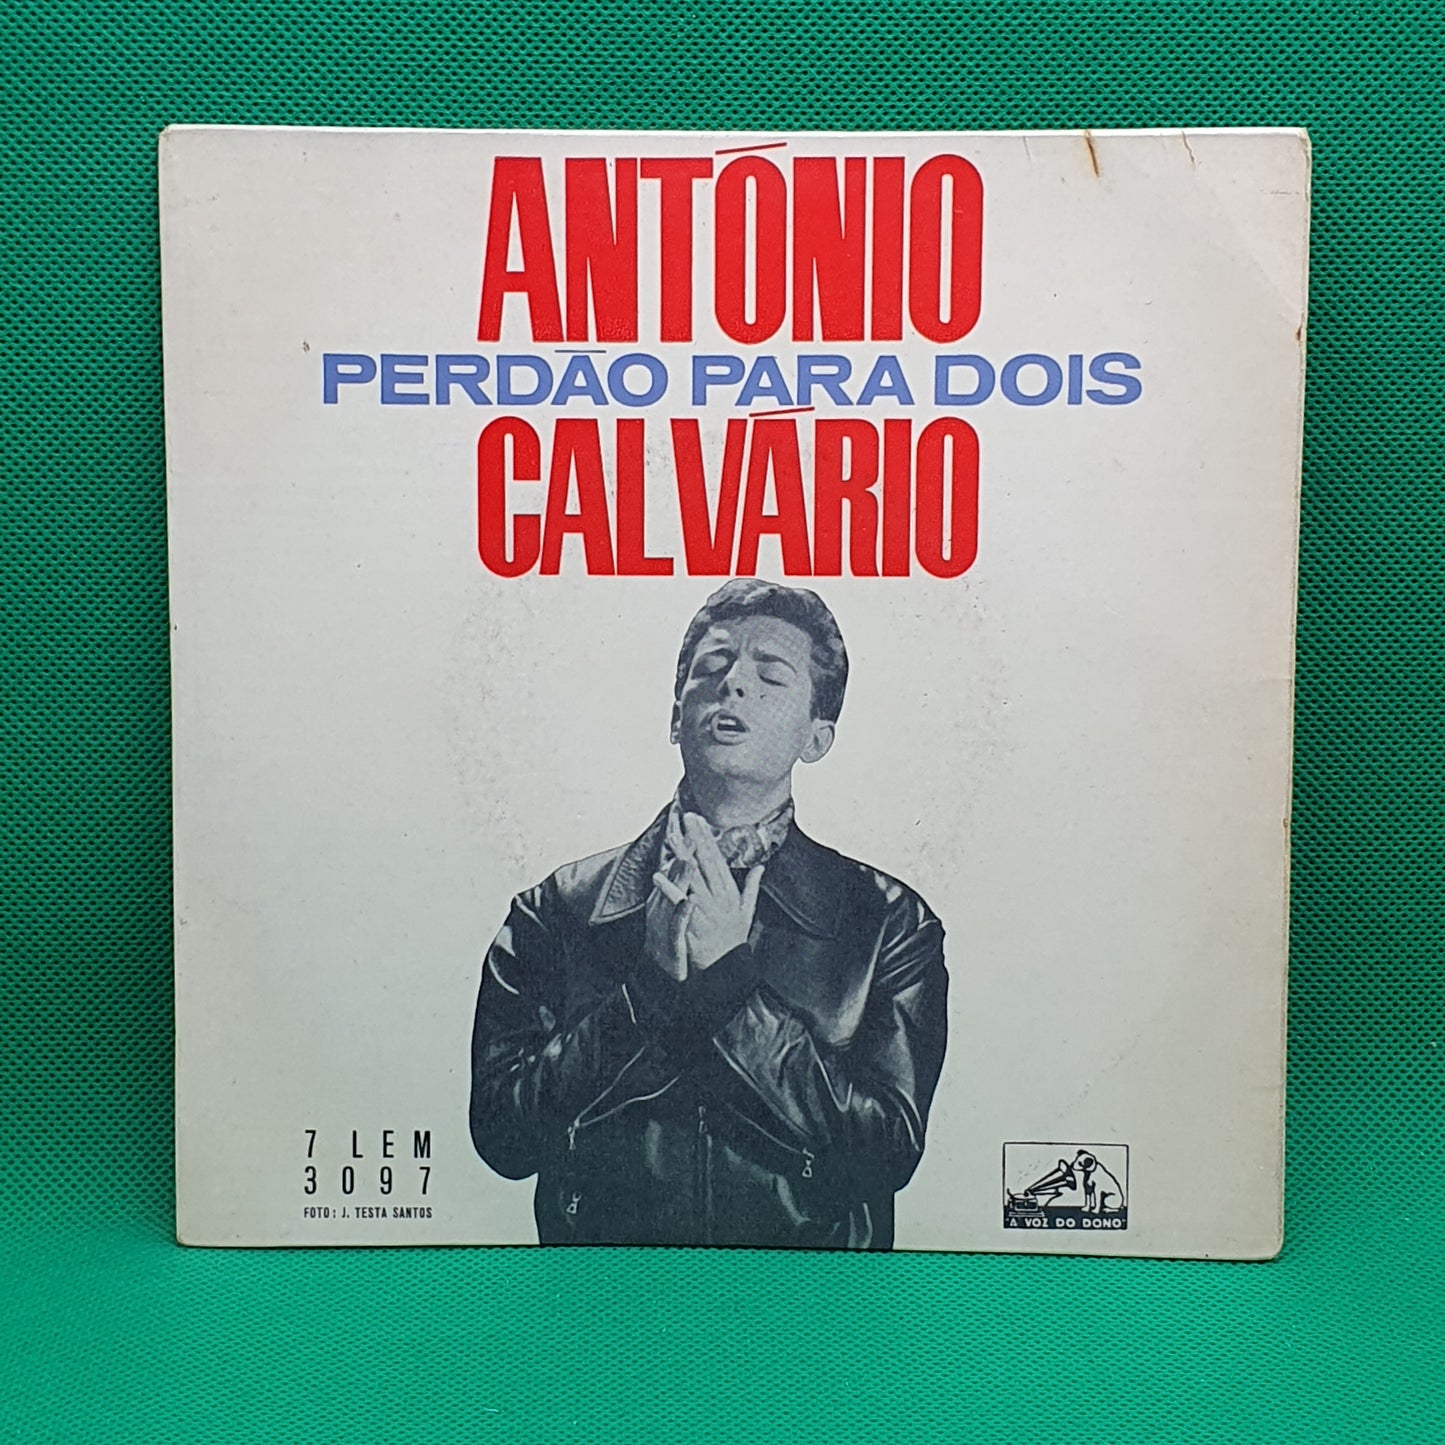 ANTÓNIO
PERDÃO PARA DOIS
CALVÁRIO
7 LEM
3097
FOTO: J. TESTA SANTOS
"A VOZ DO DONO"